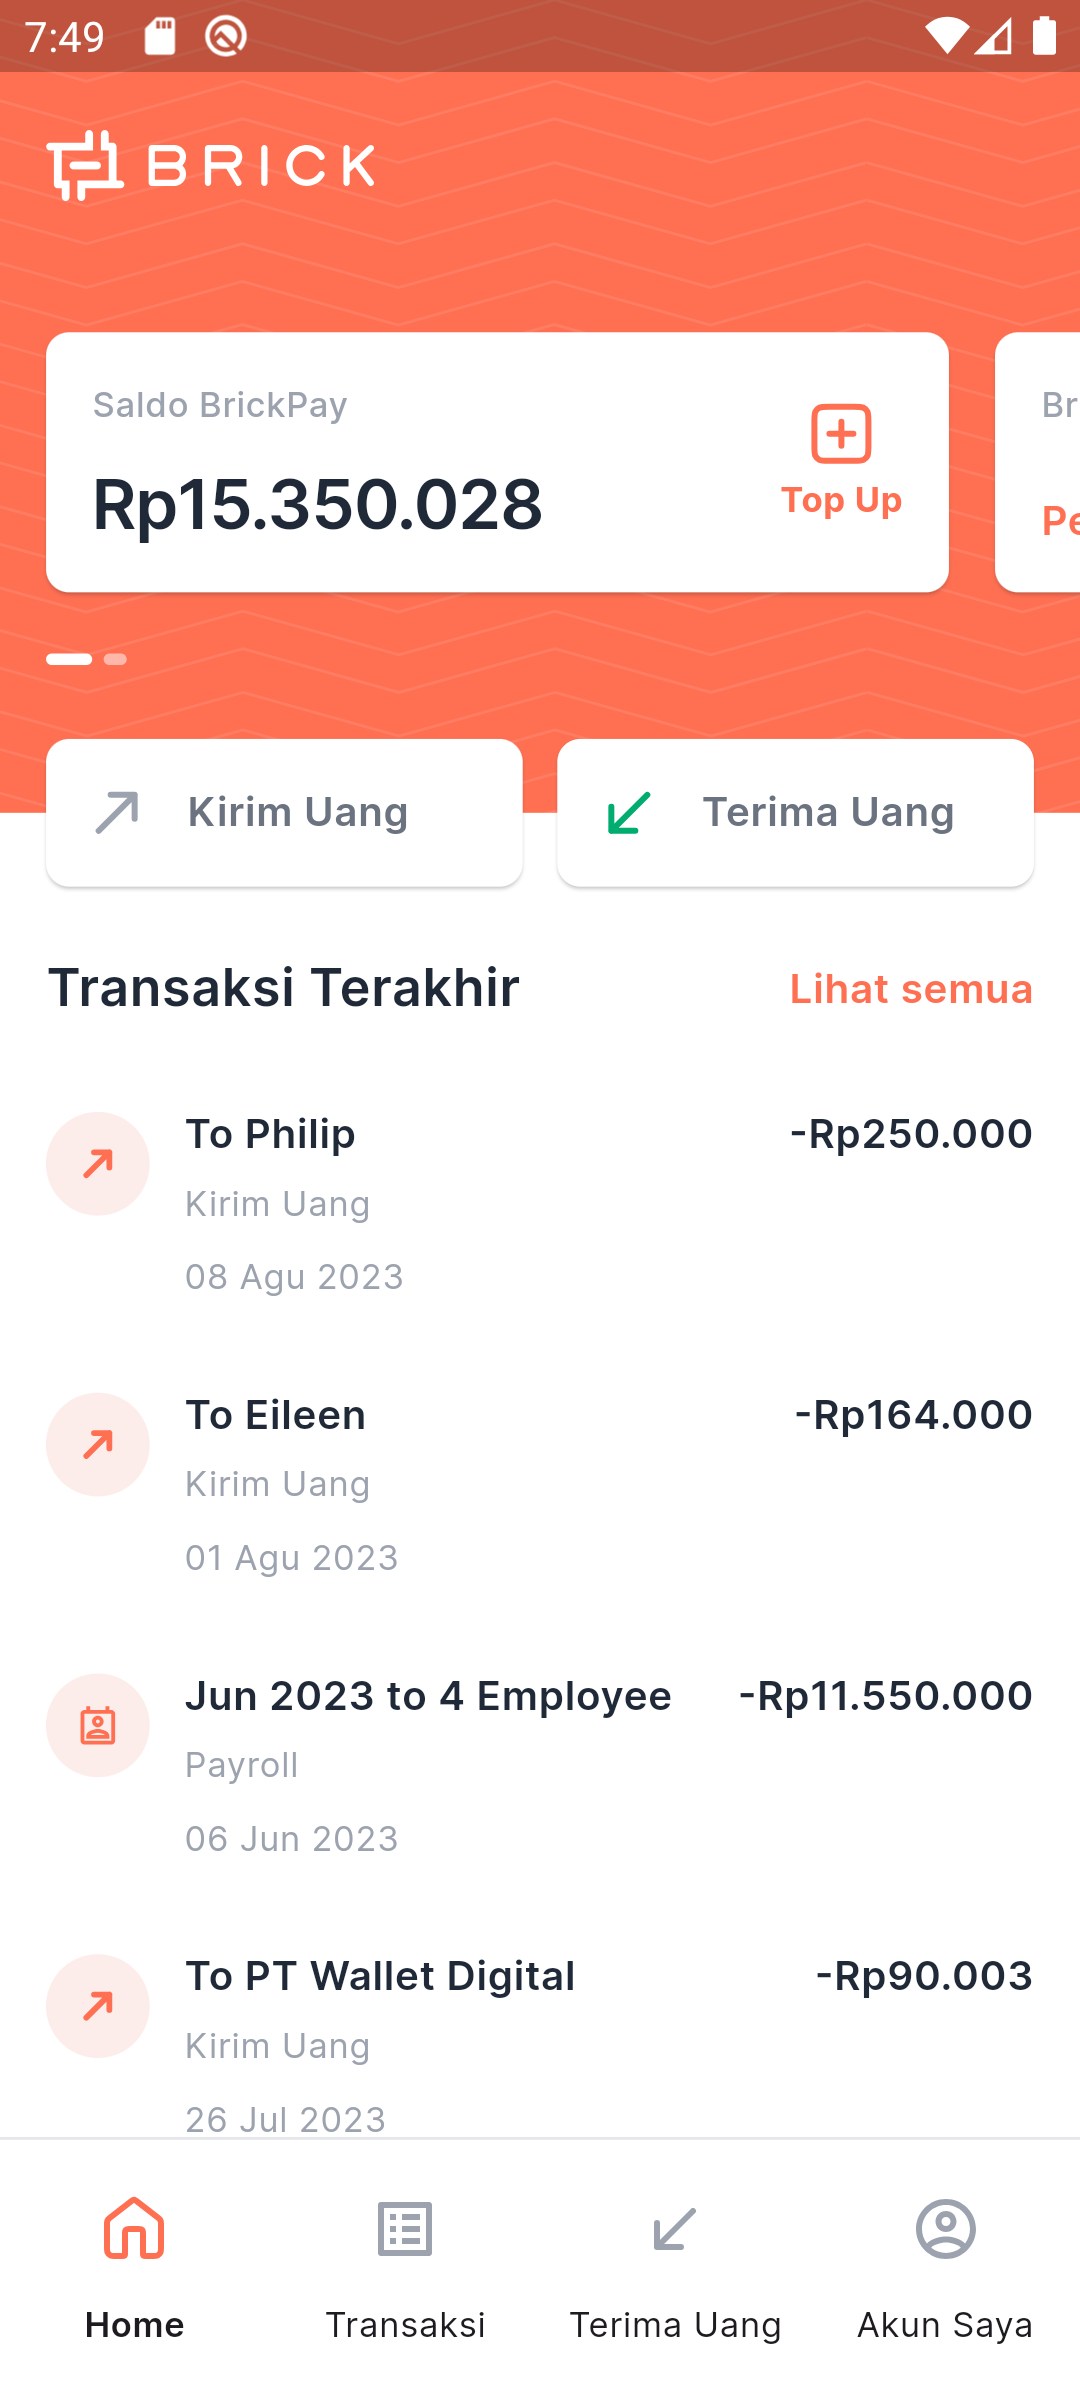 7:49
BRICK
Saldo BrickPay
Rp15.350.028
Top Up
Br
Pe
Kirim Uang
Terima Uang
Transaksi Terakhir
Lihat semua
To Philip
-Rp250.000
Kirim Uang
08 Agu 2023
To Eileen
-Rp164.000
Kirim Uang
01 Agu 2023
Jun 2023 to 4 Employee
-Rp11.550.000
Payroll
06 Jun 2023
To PT Wallet Digital
-Rp90.003
Kirim Uang
26 Jul 2023
Home
Transaksi
Terima Uang
Akun Saya